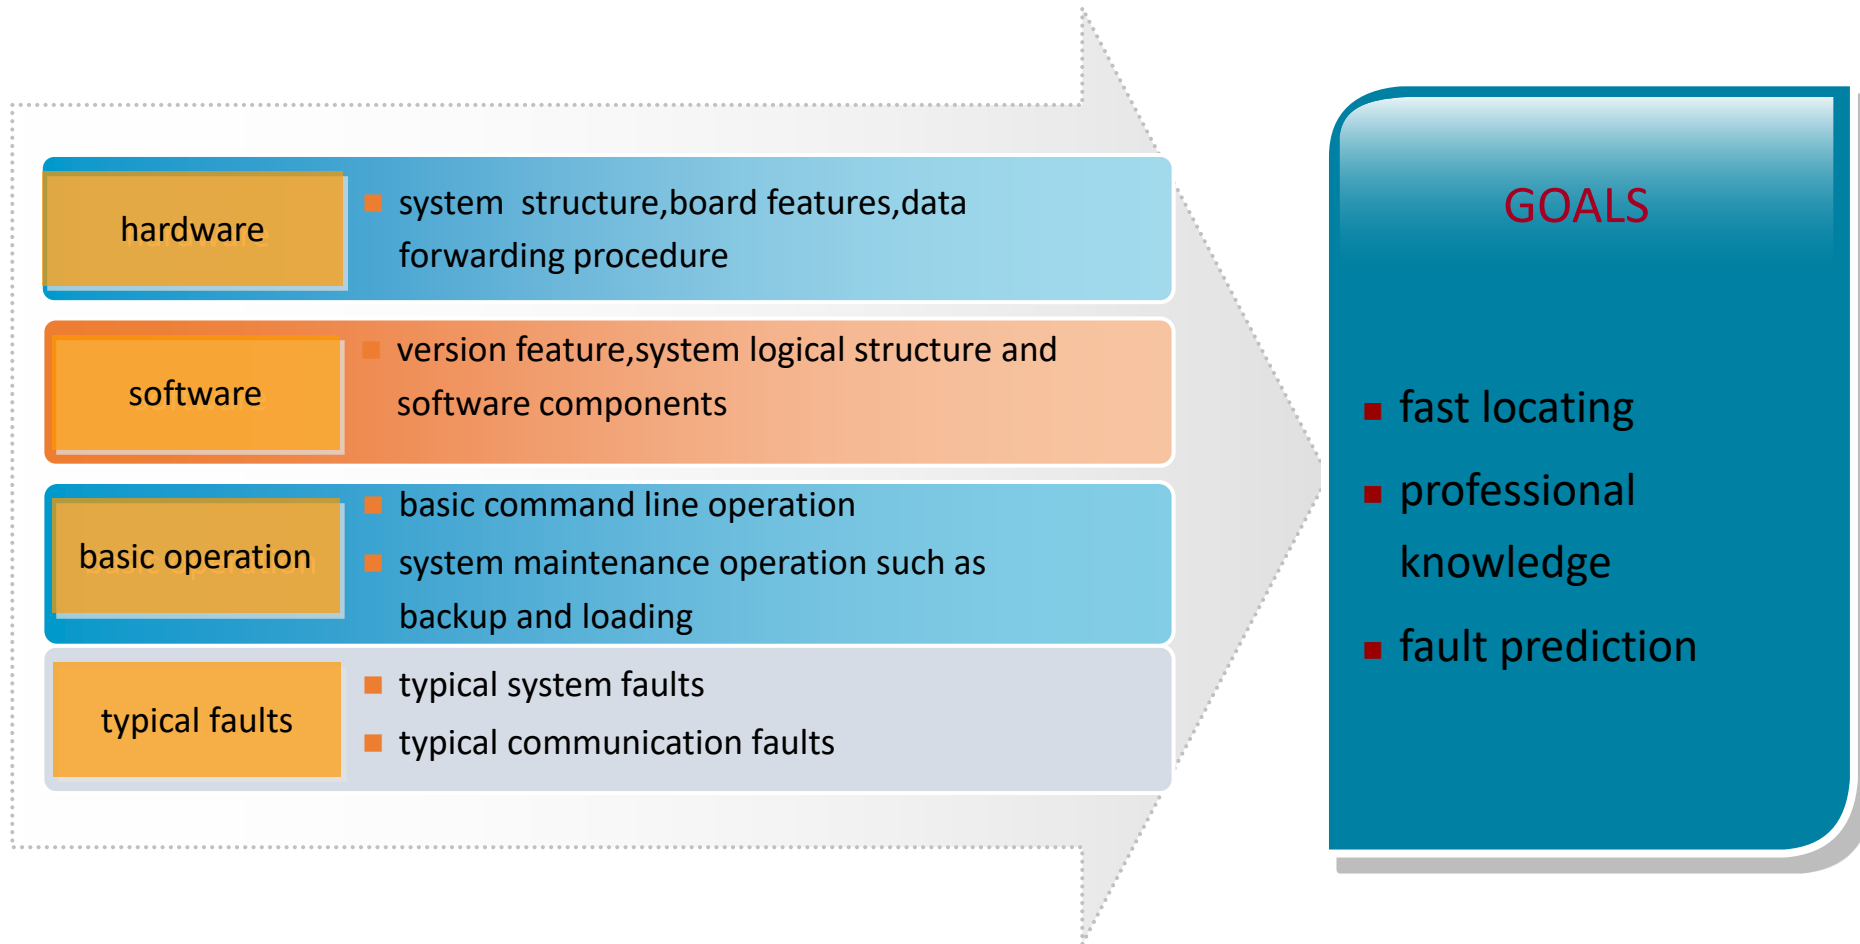 hardware
system  structure,board features,data
forwarding procedure
software
version feature,system logical structure and
software components
basic operation
basic command line operation
system maintenance operation such as
backup and loading
typical faults
typical system faults
typical communication faults
GOALS
fast locating
professional
knowledge
fault prediction